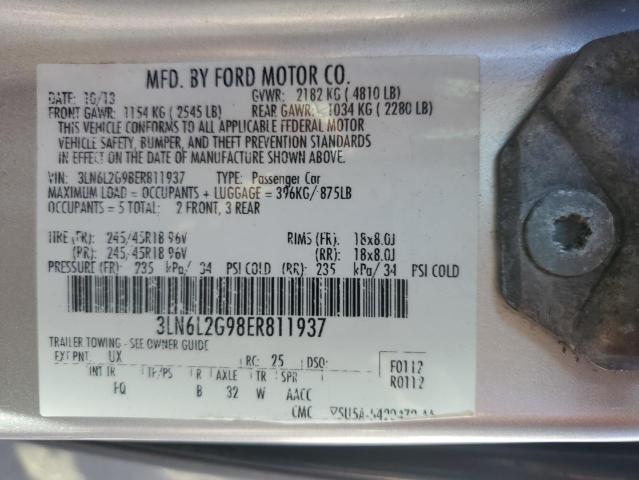 MFD. BY FORD MOTOR CO.
DATE: 10/13 GVWR: 2182 KG ( 4810 LB)
FRONT GAWR: 1154 KG ( 2545 LB) REAR GAWR: 1034 KG ( 2280 LB)
THIS VEHICLE CONFORMS TO ALL APPLICABLE FEDERAL MOTOR
VEHICLE SAFETY, BUMPER, AND THEFT PREVENTION STANDARDS
IN EFFECT ON THE DATE OF MANUFACTURE SHOWN ABOVE.
VIN: 3LN6L2G98ER811937 TYPE: Passenger Car
MAXIMUM LOAD = OCCUPANTS + LUGGAGE = 396KG/875LB
OCCUPANTS = 5 TOTAL: 2 FRONT, 3 REAR
TIRE (FR): 245/45R18 96V RIMS (FR): 18x8.0J
(RR): 245/45R18 96V (RR): 18x8.0J
PRESSURE (FR): 235 kPa/ 34 PSI COLD (RR): 235 kPa/ 34 PSI COLD
3LN6L2G98ER811937
TRAILER TOWING - SEE OWNER GUIDE
EXT PNT: UX RC: 25 DSO:
F0112
R0112
INT TR TP/PS R AXLE TR SPR
FQ B 32 W AACC
CMC